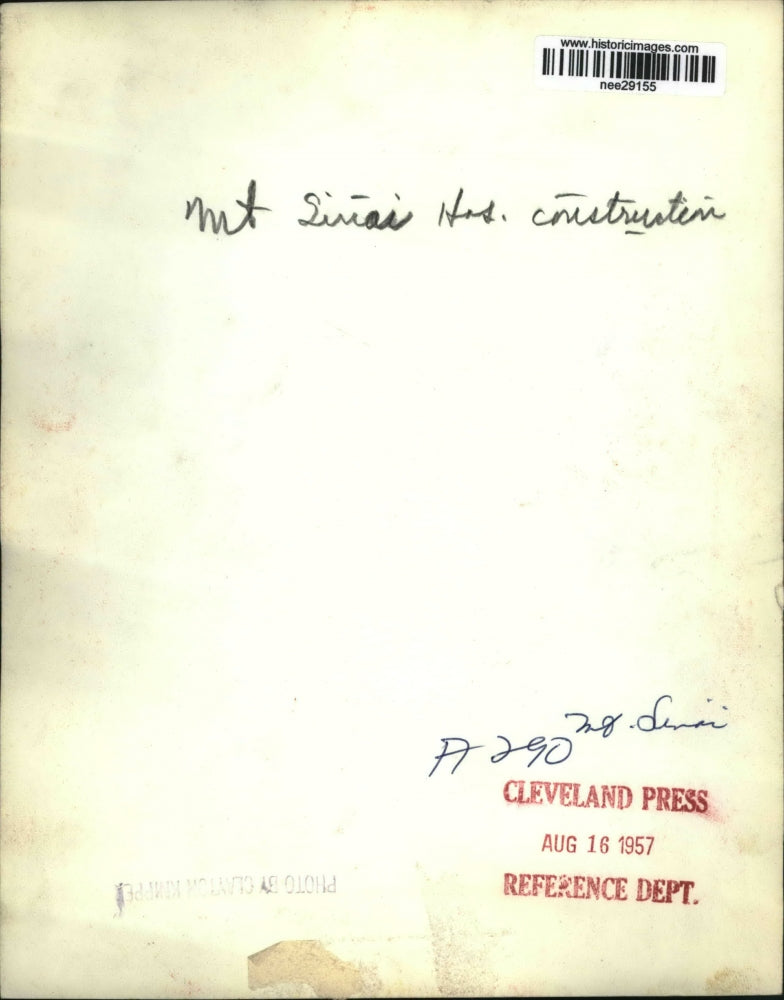 www.historicimages.com
nee29155
Mt Sinai Hos. construction
Mt. Sinai
A 290
CLEVELAND PRESS
AUG 16 1957
REFERENCE DEPT.
PHOTO BY CLAYTON KNIPPER